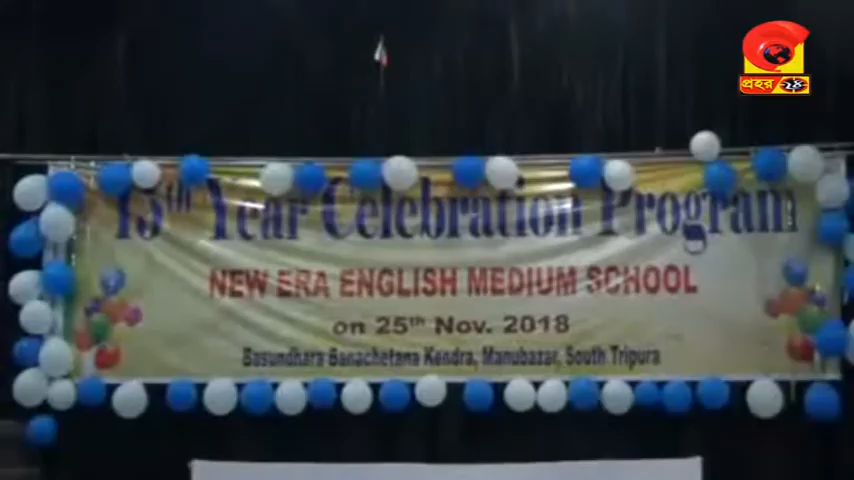 প্রহর ২৪
13th Year Celebration Program
NEW ERA ENGLISH MEDIUM SCHOOL
on 25th Nov. 2018
Basundhara Banachetana Kendra, Manubazar, South Tripura